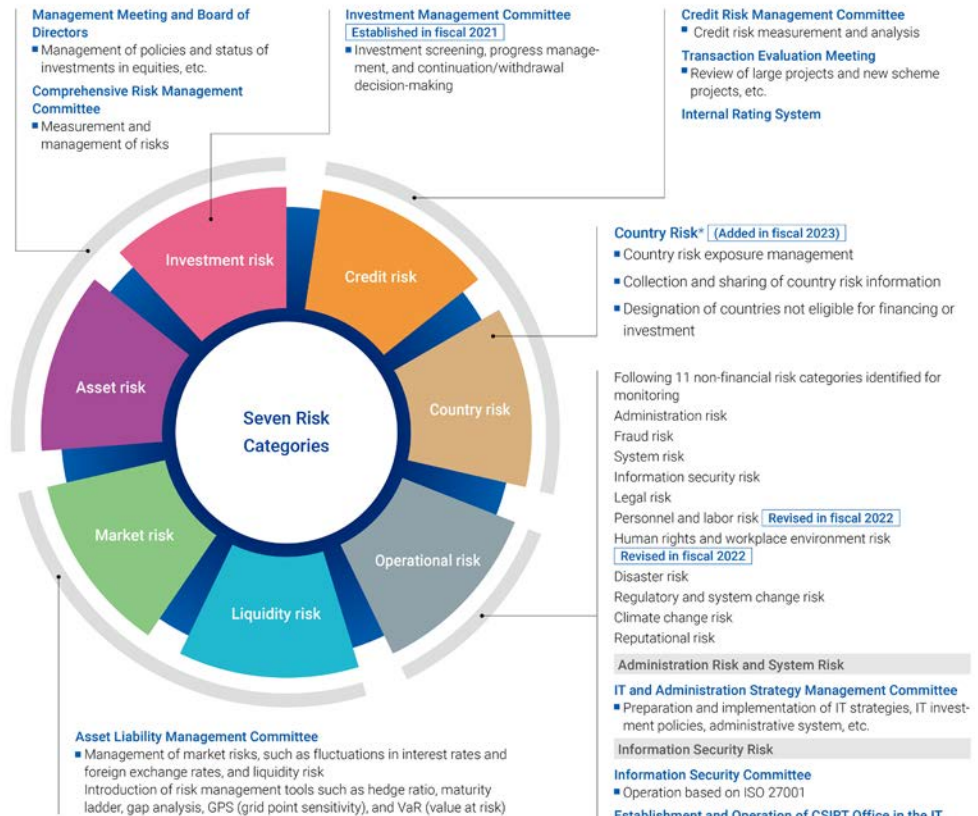 Management Meeting and Board of
Directors
■ Management of policies and status of
investments in equities, etc.
Comprehensive Risk Management
Committee
■ Measurement and
management of risks
Investment Management Committee
Established in fiscal 2021
■ Investment screening, progress manage-
ment, and continuation/withdrawal
decision-making
Credit Risk Management Committee
■ Credit risk measurement and analysis
Transaction Evaluation Meeting
■ Review of large projects and new scheme
projects, etc.
Internal Rating System
Investment risk
Credit risk
Asset risk
Country risk
Seven Risk
Categories
Market risk
Operational risk
Liquidity risk
Country Risk* (Added in fiscal 2023)
■ Country risk exposure management
■ Collection and sharing of country risk information
■ Designation of countries not eligible for financing or
investment
Following 11 non-financial risk categories identified for
monitoring
Administration risk
Fraud risk
System risk
Information security risk
Legal risk
Personnel and labor risk Revised in fiscal 2022
Human rights and workplace environment risk
Revised in fiscal 2022
Disaster risk
Regulatory and system change risk
Climate change risk
Reputational risk
Administration Risk and System Risk
IT and Administration Strategy Management Committee
■ Preparation and implementation of IT strategies, IT invest-
ment policies, administrative system, etc.
Information Security Risk
Information Security Committee
■ Operation based on ISO 27001
Establishment and Operation of CSIRT Office in the IT
Asset Liability Management Committee
■ Management of market risks, such as fluctuations in interest rates and
foreign exchange rates, and liquidity risk
Introduction of risk management tools such as hedge ratio, maturity
ladder, gap analysis, GPS (grid point sensitivity), and VaR (value at risk)